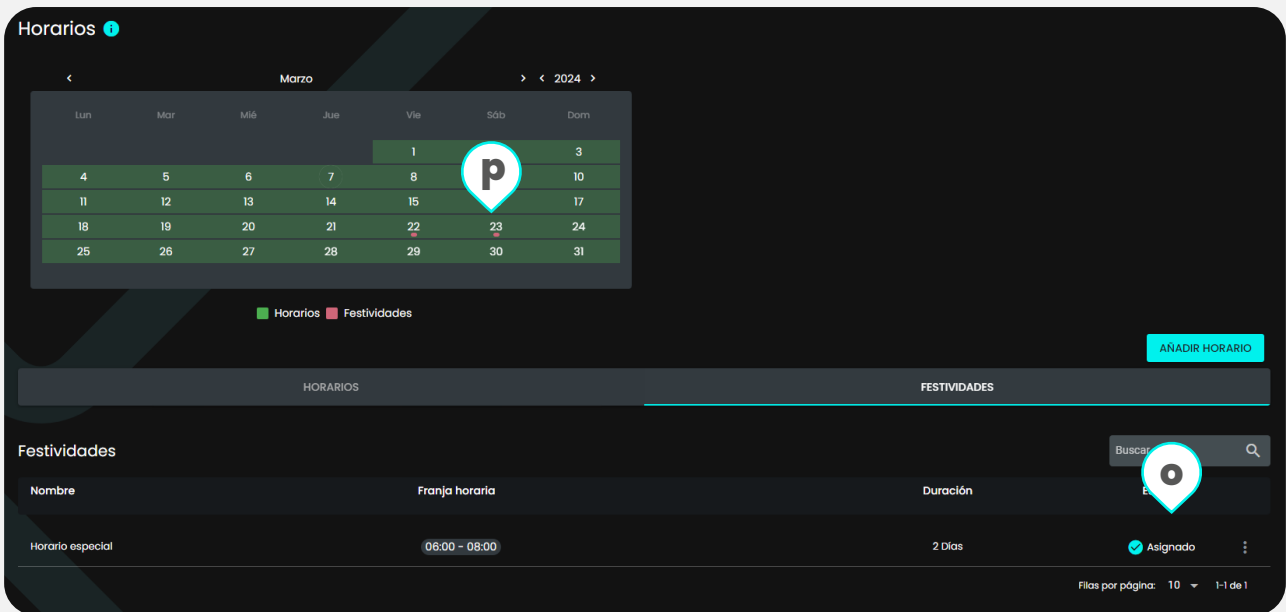 Horarios
Marzo 2024
Lun Mar Mié Jue Vie Sáb Dom
1 3
4 5 6 7 8 10
11 12 13 14 15 17
18 19 20 21 22 23 24
25 26 27 28 29 30 31
p
Horarios Festividades
AÑADIR HORARIO
HORARIOS FESTIVIDADES
Festividades
Buscar
o
Nombre Franja horaria Duración
Horario especial 06:00 - 08:00 2 Días Asignado
Filas por página: 10 1-1 de 1